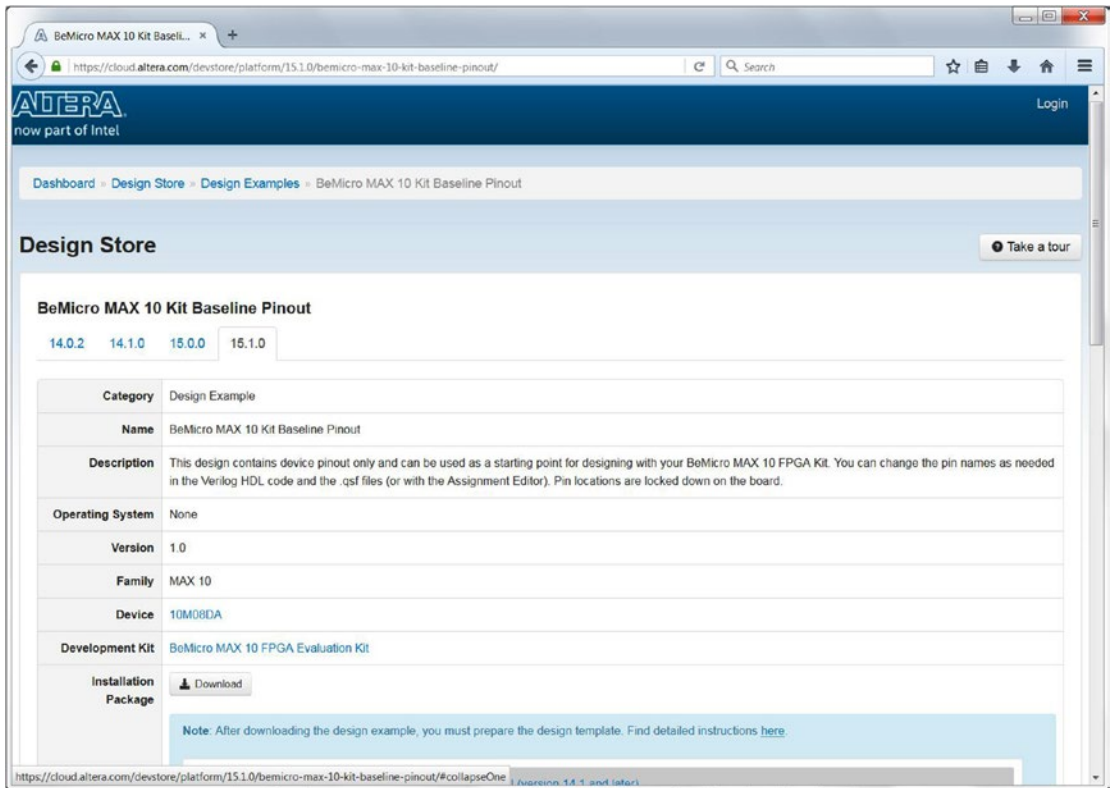 BeMicro MAX 10 Kit Baseli... × +
https://cloud.altera.com/devstore/platform/15.1.0/bemicro-max-10-kit-baseline-pinout/ Search
ALTERA
now part of Intel
Login
Dashboard » Design Store » Design Examples » BeMicro MAX 10 Kit Baseline Pinout
Design Store
Take a tour
BeMicro MAX 10 Kit Baseline Pinout
14.0.2 14.1.0 15.0.0 15.1.0
Category Design Example
Name BeMicro MAX 10 Kit Baseline Pinout
Description This design contains device pinout only and can be used as a starting point for designing with your BeMicro MAX 10 FPGA Kit. You can change the pin names as needed
in the Verilog HDL code and the .qsf files (or with the Assignment Editor). Pin locations are locked down on the board.
Operating System None
Version 1.0
Family MAX 10
Device 10M08DA
Development Kit BeMicro MAX 10 FPGA Evaluation Kit
Installation
Package
Download
Note: After downloading the design example, you must prepare the design template. Find detailed instructions here.
https://cloud.altera.com/devstore/platform/15.1.0/bemicro-max-10-kit-baseline-pinout/#collapseOne
(version 14.1 and later)